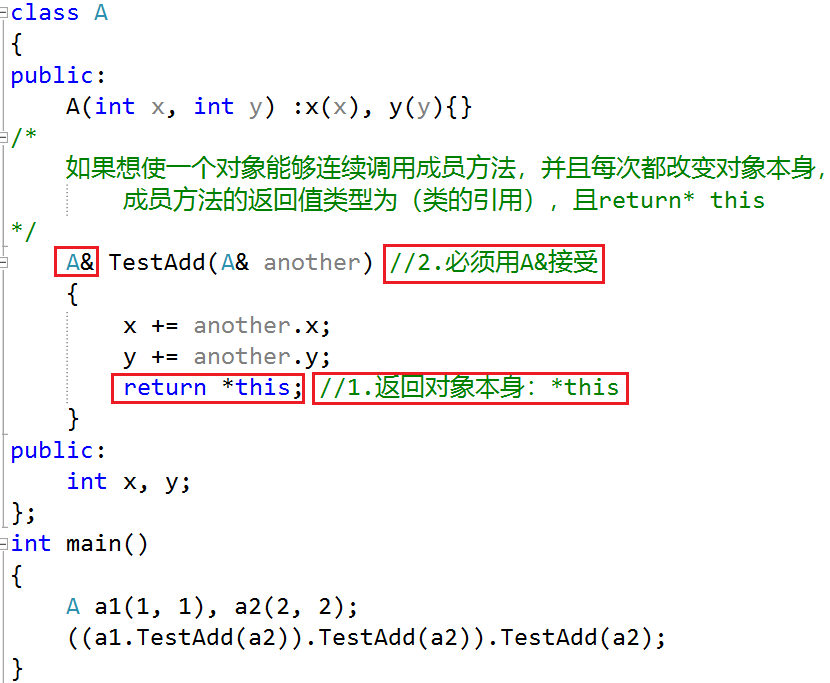 class A
{
public:
    A(int x, int y) :x(x), y(y){}
/*
    如果想使一个对象能够连续调用成员方法，并且每次都改变对象本身，
        成员方法的返回值类型为（类的引用），且return* this
*/
    A& TestAdd(A& another) //2.必须用A&接受
    {
        x += another.x;
        y += another.y;
        return *this; //1.返回对象本身：*this
    }
public:
    int x, y;
};
int main()
{
    A a1(1, 1), a2(2, 2);
    ((a1.TestAdd(a2)).TestAdd(a2)).TestAdd(a2);
}